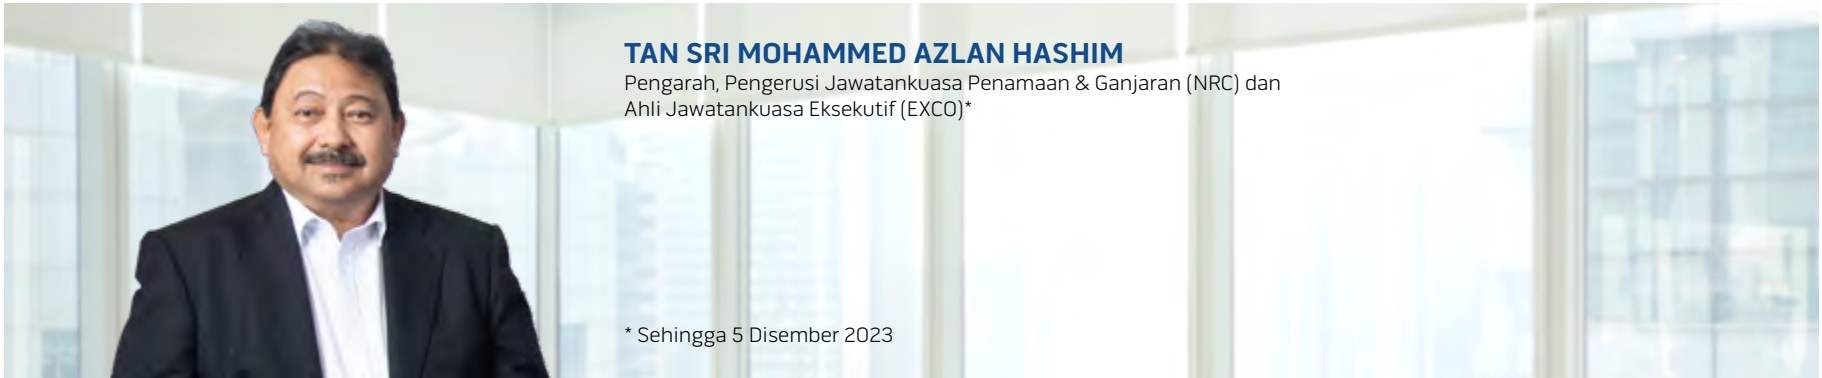 TAN SRI MOHAMMED AZLAN HASHIM
Pengarah, Pengerusi Jawatankuasa Penamaan & Ganjaran (NRC) dan
Ahli Jawatankuasa Eksekutif (EXCO)*
* Sehingga 5 Disember 2023